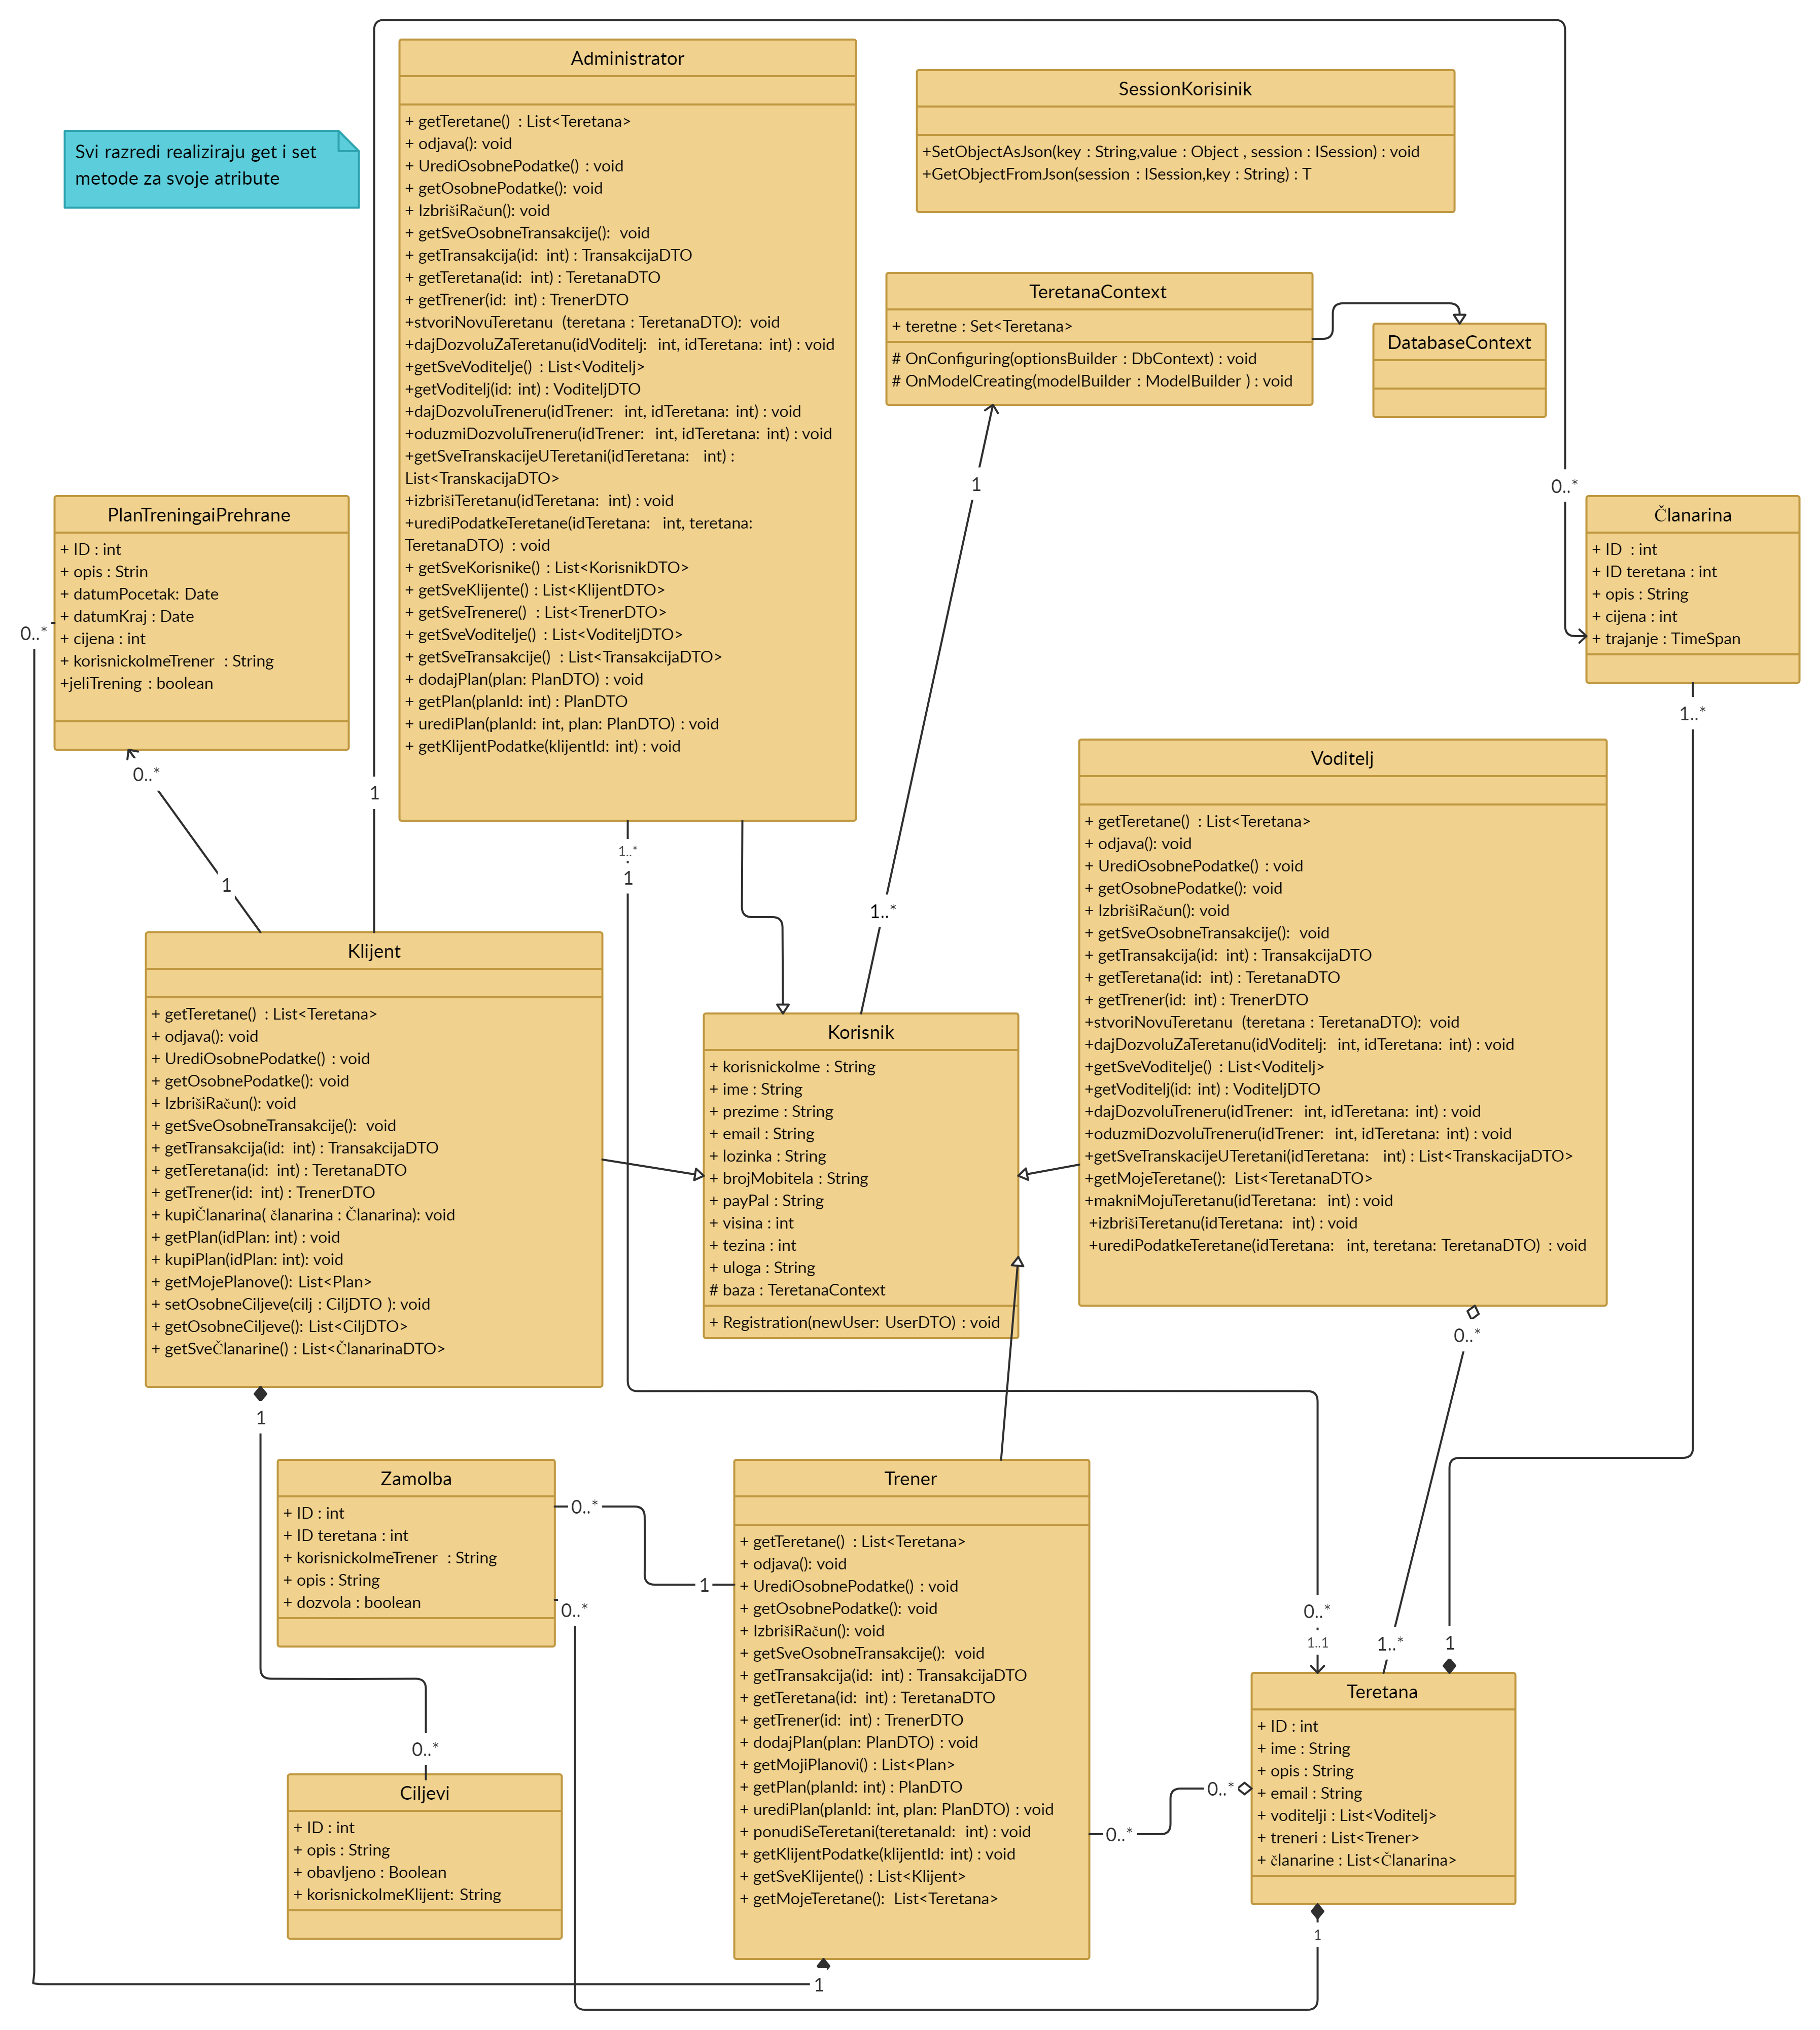 Administrator
+ getTeretane() : List<Teretana>
+ odjava(): void
+ UrediOsobnePodatke() : void
+ getOsobnePodatke(): void
+ IzbrišiRačun(): void
+ getSveOsobneTransakcije(): void
+ getTransakcija(id: int) : TransakcijaDTO
+ getTeretana(id: int) : TeretanaDTO
+ getTrener(id: int) : TrenerDTO
+stvoriNovuTeretanu (teretana : TeretanaDTO): void
+dajDozvoluZaTeretanu(idVoditelj: int, idTeretana: int) : void
+getSveVoditelje() : List<Voditelj>
+getVoditelj(id: int) : VoditeljDTO
+dajDozvoluTreneru(idTrener: int, idTeretana: int) : void
+oduzmiDozvoluTreneru(idTrener: int, idTeretana: int) : void
+getSveTranskacijeUTeretani(idTeretana: int) :
List<TranskacijaDTO>
+izbrišiTeretanu(idTeretana: int) : void
+urediPodatkeTeretane(idTeretana: int, teretana:
TeretanaDTO) : void
+ getSveKorisnike() : List<KorisnikDTO>
+ getSveKlijente() : List<KlijentDTO>
+ getSveTrenere() : List<TrenerDTO>
+ getSveVoditelje() : List<VoditeljDTO>
+ getSveTransakcije() : List<TransakcijaDTO>
+ dodajPlan(plan: PlanDTO) : void
+ getPlan(planId: int) : PlanDTO
+ urediPlan(planId: int, plan: PlanDTO) : void
+ getKlijentPodatke(klijentId: int) : void
SessionKorisinik
+SetObjectAsJson(key : String,value : Object , session : ISession) : void
+GetObjectFromJson(session : ISession,key : String) : T
Svi razredi realiziraju get i set
metode za svoje atribute
TeretanaContext
+ teretne : Set<Teretana>
# OnConfiguring(optionsBuilder : DbContext) : void
# OnModelCreating(modelBuilder : ModelBuilder ) : void
DatabaseContext
1
0..*
PlanTreningaiPrehrane
+ ID : int
+ opis : Strin
+ datumPocetak: Date
+ datumKraj : Date
+ cijena : int
+ korisnickoImeTrener : String
+jeliTrening : boolean
0..*
0..*
1
1
Članarina
+ ID : int
+ ID teretana : int
+ opis : String
+ cijena : int
+ trajanje : TimeSpan
1..*
1..*
1
1..*
Voditelj
+ getTeretane() : List<Teretana>
+ odjava(): void
+ UrediOsobnePodatke() : void
+ getOsobnePodatke(): void
+ IzbrišiRačun(): void
+ getSveOsobneTransakcije(): void
+ getTransakcija(id: int) : TransakcijaDTO
+ getTeretana(id: int) : TeretanaDTO
+ getTrener(id: int) : TrenerDTO
+stvoriNovuTeretanu (teretana : TeretanaDTO): void
+dajDozvoluZaTeretanu(idVoditelj: int, idTeretana: int) : void
+getSveVoditelje() : List<Voditelj>
+getVoditelj(id: int) : VoditeljDTO
+dajDozvoluTreneru(idTrener: int, idTeretana: int) : void
+oduzmiDozvoluTreneru(idTrener: int, idTeretana: int) : void
+getSveTranskacijeUTeretani(idTeretana: int) : List<TranskacijaDTO>
+getMojeTeretane(): List<TeretanaDTO>
+makniMojuTeretanu(idTeretana: int) : void
+izbrišiTeretanu(idTeretana: int) : void
+urediPodatkeTeretane(idTeretana: int, teretana: TeretanaDTO) : void
0..*
Klijent
+ getTeretane() : List<Teretana>
+ odjava(): void
+ UrediOsobnePodatke() : void
+ getOsobnePodatke(): void
+ IzbrišiRačun(): void
+ getSveOsobneTransakcije(): void
+ getTransakcija(id: int) : TransakcijaDTO
+ getTeretana(id: int) : TeretanaDTO
+ getTrener(id: int) : TrenerDTO
+ kupiČlanarina( članarina : Članarina): void
+ getPlan(idPlan: int) : void
+ kupiPlan(idPlan: int): void
+ getMojePlanove(): List<Plan>
+ setOsobneCiljeve(cilj : CiljDTO ): void
+ getOsobneCiljeve(): List<CiljDTO>
+ getSveČlanarine() : List<ČlanarinaDTO>
1
Korisnik
+ korisnickoIme : String
+ ime : String
+ prezime : String
+ email : String
+ lozinka : String
+ brojMobitela : String
+ payPal : String
+ visina : int
+ tezina : int
+ uloga : String
# baza : TeretanaContext
+ Registration(newUser: UserDTO) : void
Zamolba
+ ID : int
+ ID teretana : int
+ korisnickoImeTrener : String
+ opis : String
+ dozvola : boolean
0..*
1
0..*
Trener
+ getTeretane() : List<Teretana>
+ odjava(): void
+ UrediOsobnePodatke() : void
+ getOsobnePodatke(): void
+ IzbrišiRačun(): void
+ getSveOsobneTransakcije(): void
+ getTransakcija(id: int) : TransakcijaDTO
+ getTeretana(id: int) : TeretanaDTO
+ getTrener(id: int) : TrenerDTO
+ dodajPlan(plan: PlanDTO) : void
+ getMojiPlanovi() : List<Plan>
+ getPlan(planId: int) : PlanDTO
+ urediPlan(planId: int, plan: PlanDTO) : void
+ ponudiSeTeretani(teretanaId: int) : void
+ getKlijentPodatke(klijentId: int) : void
+ getSveKlijente() : List<Klijent>
+ getMojeTeretane(): List<Teretana>
0..*
1..1
1..*
1
Teretana
+ ID : int
+ ime : String
+ opis : String
+ email : String
+ voditelji : List<Voditelj>
+ treneri : List<Trener>
+ članarine : List<Članarina>
0..*
0..*
0..*
Ciljevi
+ ID : int
+ opis : String
+ obavljeno : Boolean
+ korisnickoImeKlijent: String
1
1